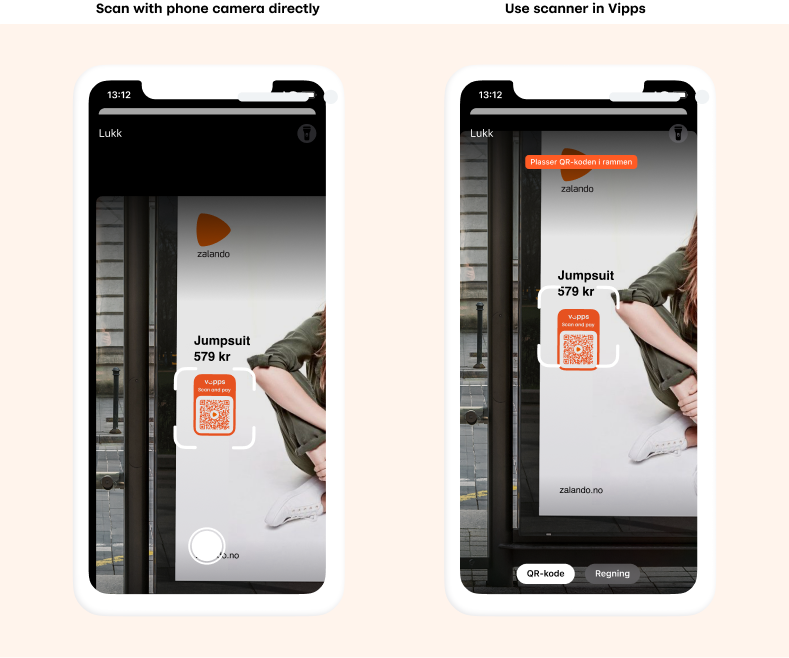 Scan with phone camera directly
Use scanner in Vipps
13:12
Lukk
zalando
Jumpsuit
579 kr
vipps
Scan and pay
13:12
Lukk
Plasser QR-koden i rammen
zalando
Jumpsuit
579 kr
vipps
Scan and pay
zalando.no
QR-kode
Regning